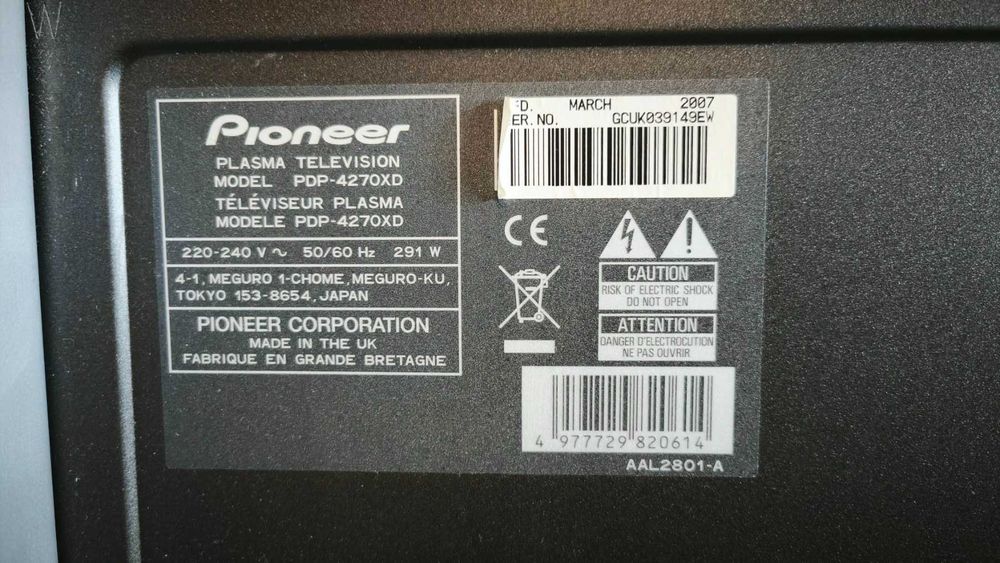 W
Pioneer
PLASMA TELEVISION
MODEL PDP-4270XD
TÉLÉVISEUR PLASMA
MODELE PDP-4270XD
220-240 V ~ 50/60 Hz 291 W
4-1, MEGURO 1-CHOME, MEGURO-KU,
TOKYO 153-8654, JAPAN
PIONEER CORPORATION
MADE IN THE UK
FABRIQUE EN GRANDE BRETAGNE
D. MARCH 2007
ER. NO. GCUK039149EW
CE
CAUTION
RISK OF ELECTRIC SHOCK
DO NOT OPEN
ATTENTION
DANGER D'ELECTROCUTION
NE PAS OUVRIR
4 977729 820614
AAL2801-A